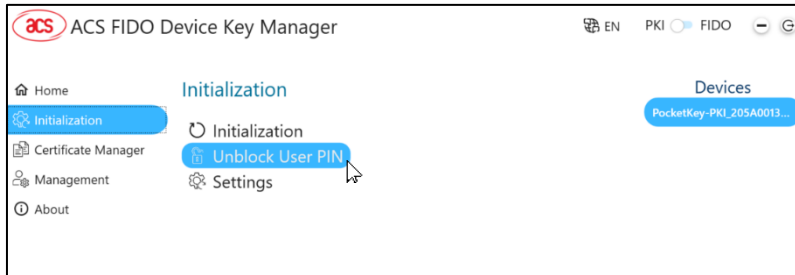 acs ACS FIDO Device Key Manager EN PKI FIDO
Home
Initialization
Certificate Manager
Management
About
Initialization
Initialization
Unblock User PIN
Settings
Devices
PocketKey-PKI_205A0013...